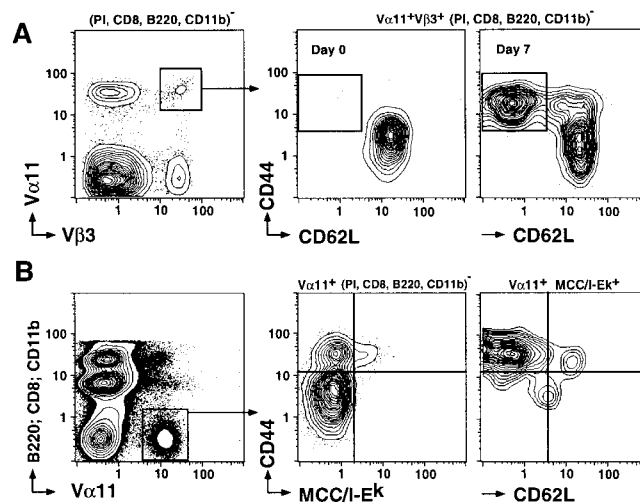 A
(PI, CD8, B220, CD11b)-
Vα11+Vβ3+ (PI, CD8, B220, CD11b)-
Day 0
Day 7
100
10
1
1 10 100
Vα11
Vβ3
100
10
1
1 10 100
CD44
CD62L
1 10 100
CD62L
B
Vα11+ (PI, CD8, B220, CD11b)-
Vα11+ MCC/I-Ek+
100
10
1
1 10 100
B220; CD8; CD11b
Vα11
100
10
1
1 10 100
CD44
MCC/I-Ek
1 10 100
CD62L